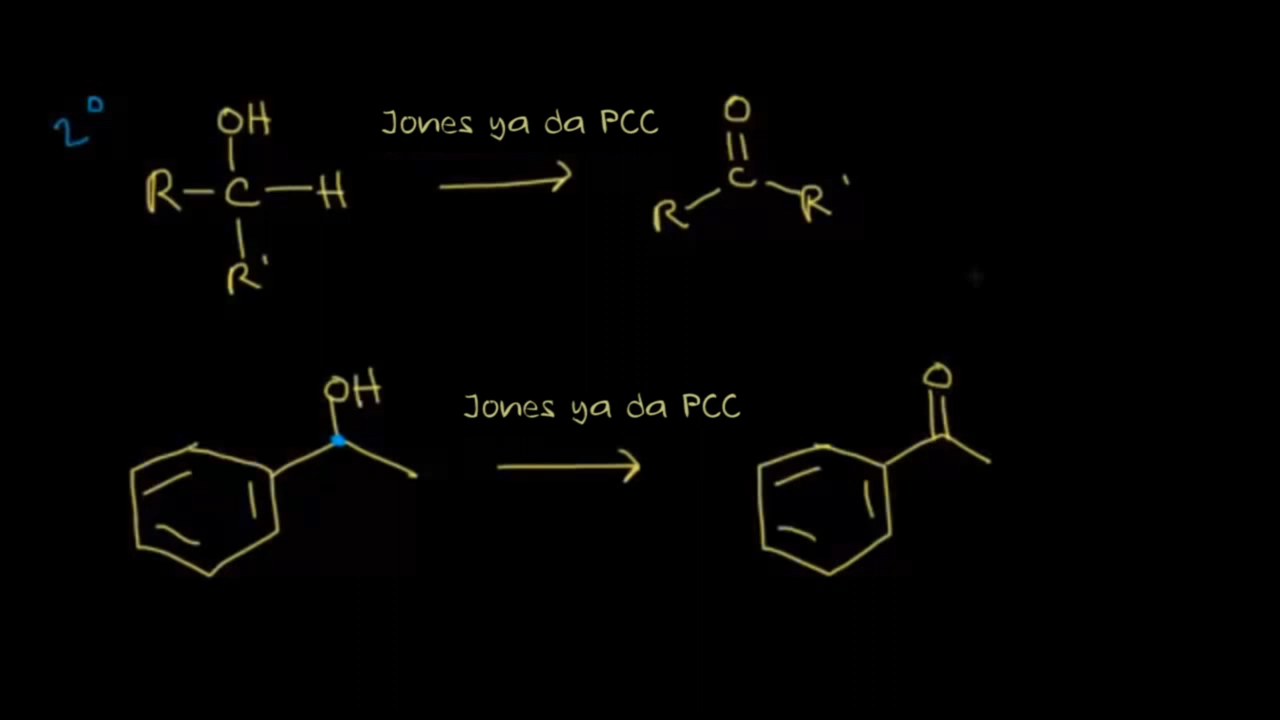 2°
OH
R-C-H
R'
Jones ya da PCC
O
C
R R'
OH
Jones ya da PCC
O